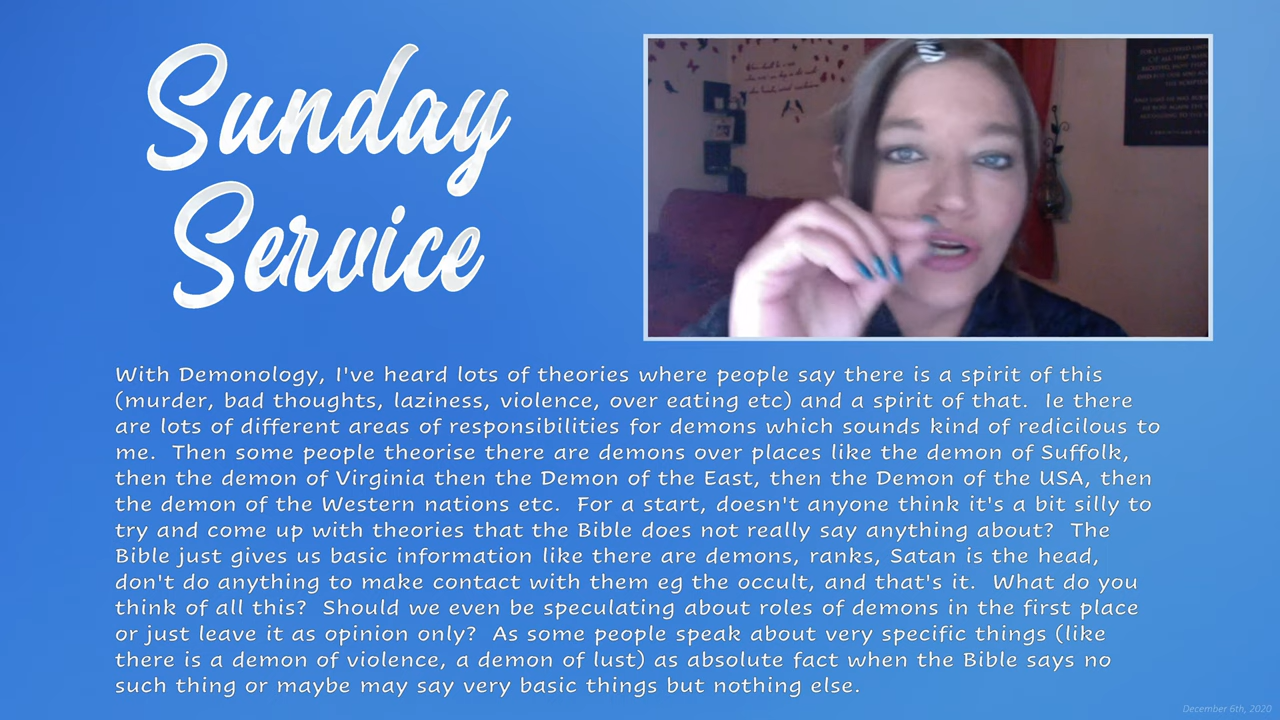 Sunday
Service
With Demonology, I've heard lots of theories where people say there is a spirit of this
(murder, bad thoughts, laziness, violence, over eating etc) and a spirit of that.  Ie there
are lots of different areas of responsibilities for demons which sounds kind of redicilous to
me.  Then some people theorise there are demons over places like the demon of Suffolk,
then the demon of Virginia then the Demon of the East, then the Demon of the USA, then
the demon of the Western nations etc.  For a start, doesn't anyone think it's a bit silly to
try and come up with theories that the Bible does not really say anything about?  The
Bible just gives us basic information like there are demons, ranks, Satan is the head,
don't do anything to make contact with them eg the occult, and that's it.  What do you
think of all this?  Should we even be speculating about roles of demons in the first place
or just leave it as opinion only?  As some people speak about very specific things (like
there is a demon of violence, a demon of lust) as absolute fact when the Bible says no
such thing or maybe may say very basic things but nothing else.
December 6th, 2020